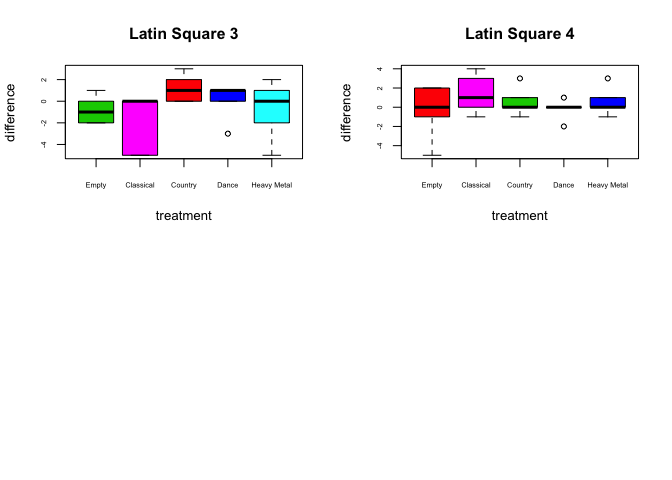 Latin Square 3
difference
2
0
-2
-4
Empty Classical Country Dance Heavy Metal
treatment
Latin Square 4
difference
4
2
0
-2
-4
Empty Classical Country Dance Heavy Metal
treatment